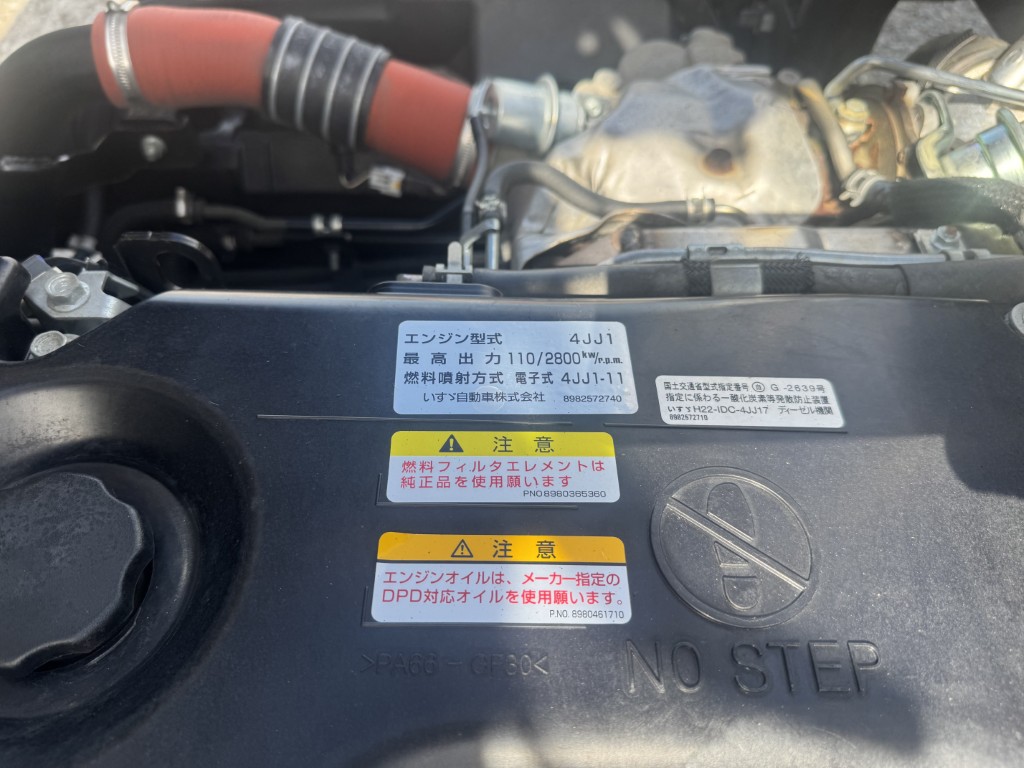 エンジン型式 4JJ1
最高出力 110/2800kw/r.p.m.
燃料噴射方式 電子式 4JJ1-11
いすゞ自動車株式会社 8982572740
国土交通省型式指定番号 G-2639号
指定に係わる一酸化炭素等発散防止装置
いすゞH22-IDC-4JJ17 ディーゼル機関
8982572710
注意
燃料フィルタエレメントは
純正品を使用願います
PNO8980365360
注意
エンジンオイルは、メーカー指定の
DPD対応オイルを使用願います。
P.NO. 8980461710
>PA66-GF30<
NO STEP